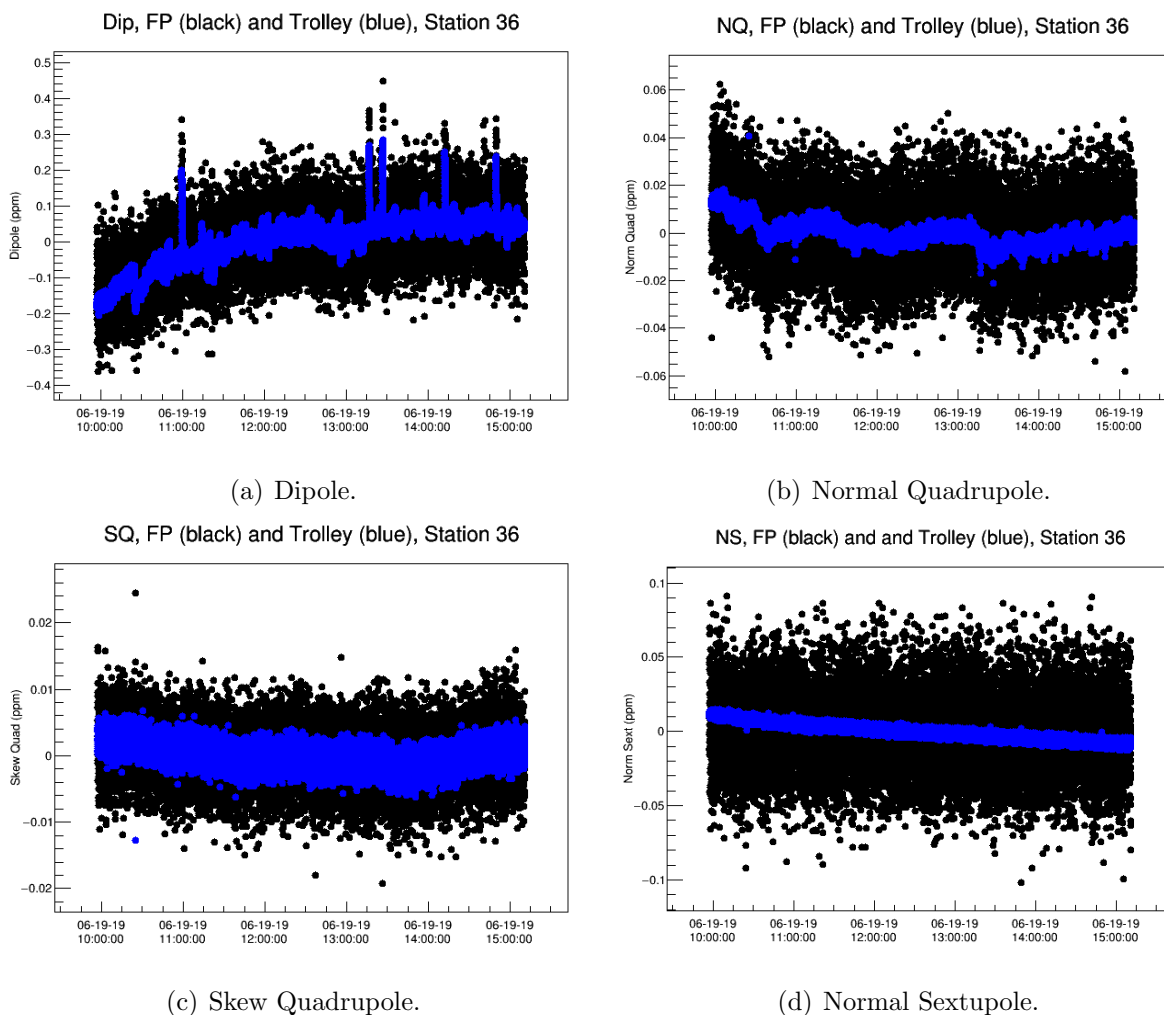 Dip, FP (black) and Trolley (blue), Station 36
Dipole (ppm)
0.5
0.4
0.3
0.2
0.1
0
−0.1
−0.2
−0.3
−0.4
06-19-19 06-19-19 06-19-19 06-19-19 06-19-19 06-19-19
10:00:00 11:00:00 12:00:00 13:00:00 14:00:00 15:00:00
(a) Dipole.
NQ, FP (black) and Trolley (blue), Station 36
Norm Quad (ppm)
0.06
0.04
0.02
0
−0.02
−0.04
−0.06
06-19-19 06-19-19 06-19-19 06-19-19 06-19-19 06-19-19
10:00:00 11:00:00 12:00:00 13:00:00 14:00:00 15:00:00
(b) Normal Quadrupole.
SQ, FP (black) and Trolley (blue), Station 36
Skew Quad (ppm)
0.02
0.01
0
−0.01
−0.02
06-19-19 06-19-19 06-19-19 06-19-19 06-19-19 06-19-19
10:00:00 11:00:00 12:00:00 13:00:00 14:00:00 15:00:00
(c) Skew Quadrupole.
NS, FP (black) and and Trolley (blue), Station 36
Norm Sext (ppm)
0.1
0.05
0
−0.05
−0.1
06-19-19 06-19-19 06-19-19 06-19-19 06-19-19 06-19-19
10:00:00 11:00:00 12:00:00 13:00:00 14:00:00 15:00:00
(d) Normal Sextupole.